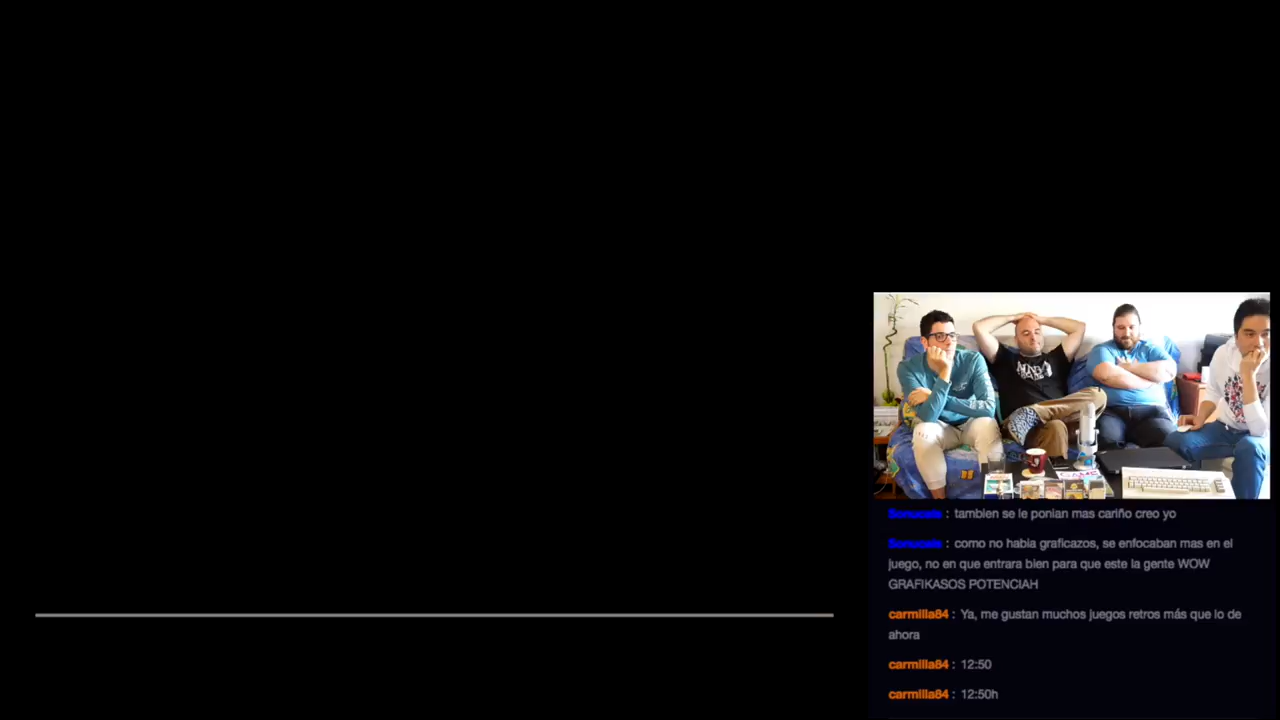 : tambien se le ponian mas cariño creo yo
: como no habia graficazos, se enfocaban mas en el
juego, no en que entrara bien para que este la gente WOW
GRAFIKASOS POTENCIAH
carmilla84 : Ya, me gustan muchos juegos retros más que lo de
ahora
carmilla84 : 12:50
carmilla84 : 12:50h